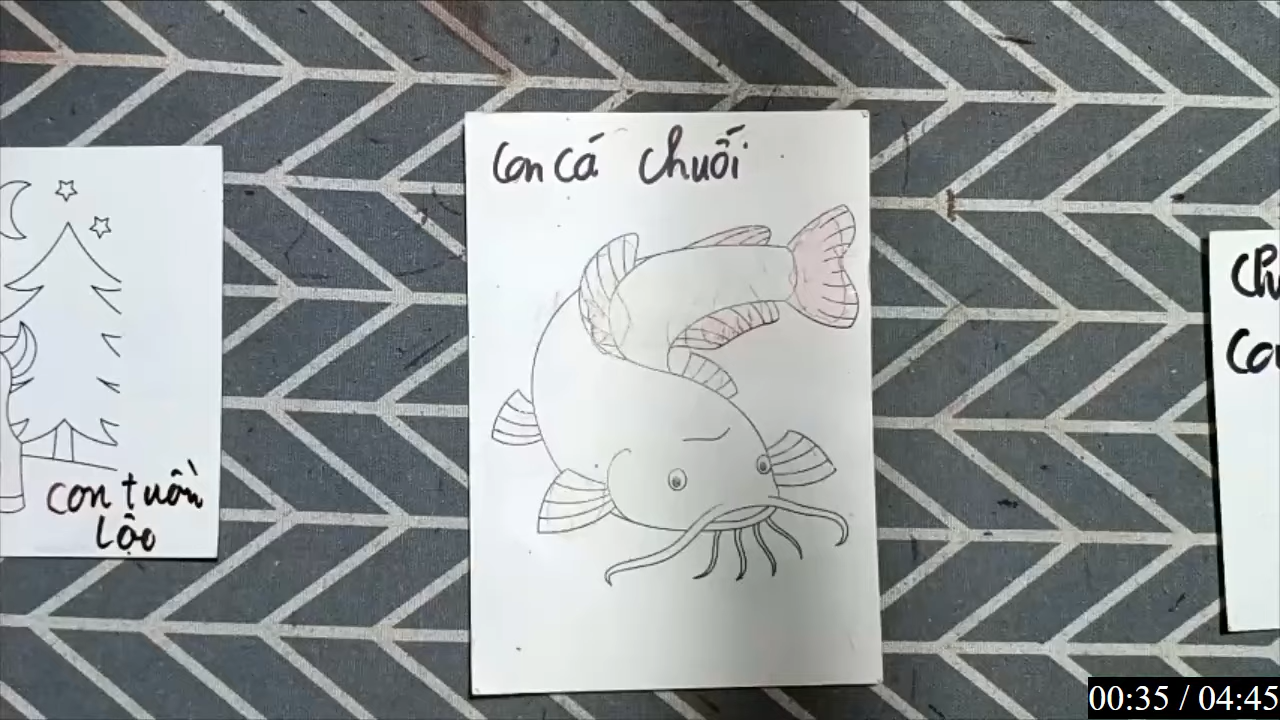 con cá chuối
con tuần
lộc
00:35 / 04:45